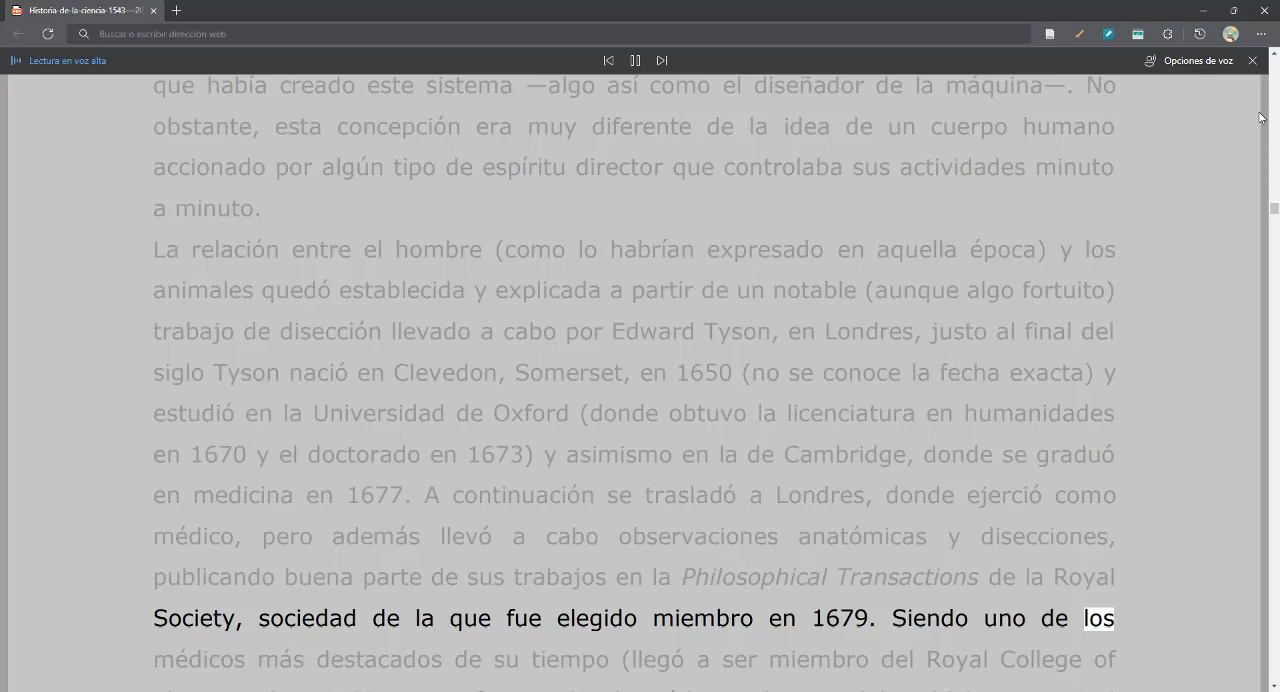 Historia-de-la-ciencia-1543---20
Buscar o escribir dirección web
Lectura en voz alta
Opciones de voz
que había creado este sistema —algo así como el diseñador de la máquina—. No
obstante, esta concepción era muy diferente de la idea de un cuerpo humano
accionado por algún tipo de espíritu director que controlaba sus actividades minuto
a minuto.
La relación entre el hombre (como lo habrían expresado en aquella época) y los
animales quedó establecida y explicada a partir de un notable (aunque algo fortuito)
trabajo de disección llevado a cabo por Edward Tyson, en Londres, justo al final del
siglo Tyson nació en Clevedon, Somerset, en 1650 (no se conoce la fecha exacta) y
estudió en la Universidad de Oxford (donde obtuvo la licenciatura en humanidades
en 1670 y el doctorado en 1673) y asimismo en la de Cambridge, donde se graduó
en medicina en 1677. A continuación se trasladó a Londres, donde ejerció como
médico, pero además llevó a cabo observaciones anatómicas y disecciones,
publicando buena parte de sus trabajos en la Philosophical Transactions de la Royal
Society, sociedad de la que fue elegido miembro en 1679. Siendo uno de los
médicos más destacados de su tiempo (llegó a ser miembro del Royal College of